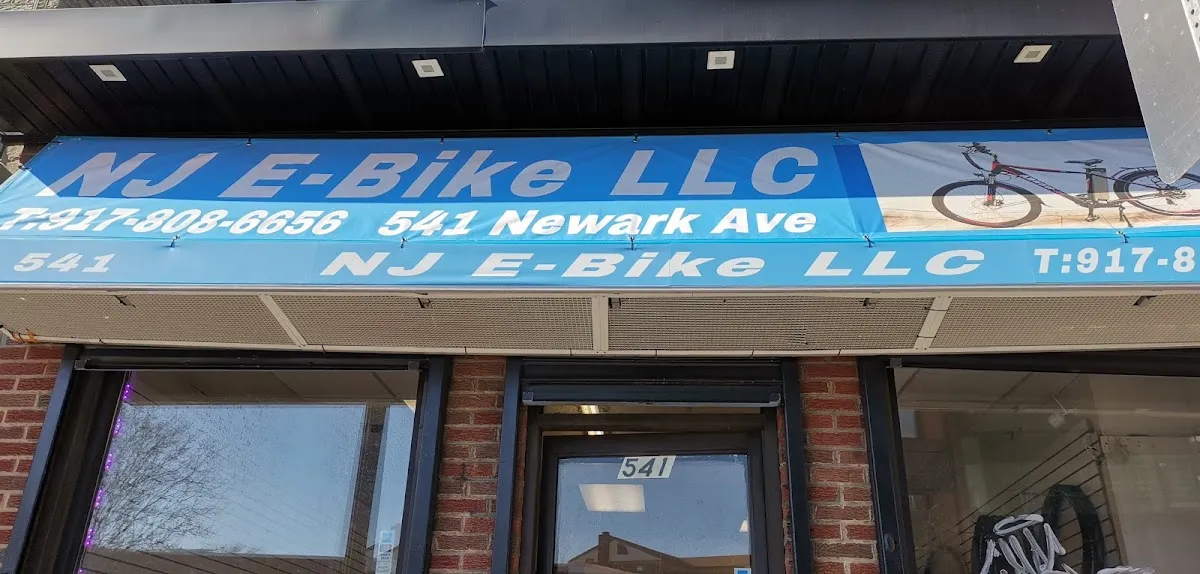 NJ E-Bike LLC
T:917-808-6656 541 Newark Ave
541 NJ E-Bike LLC T:917-8
541